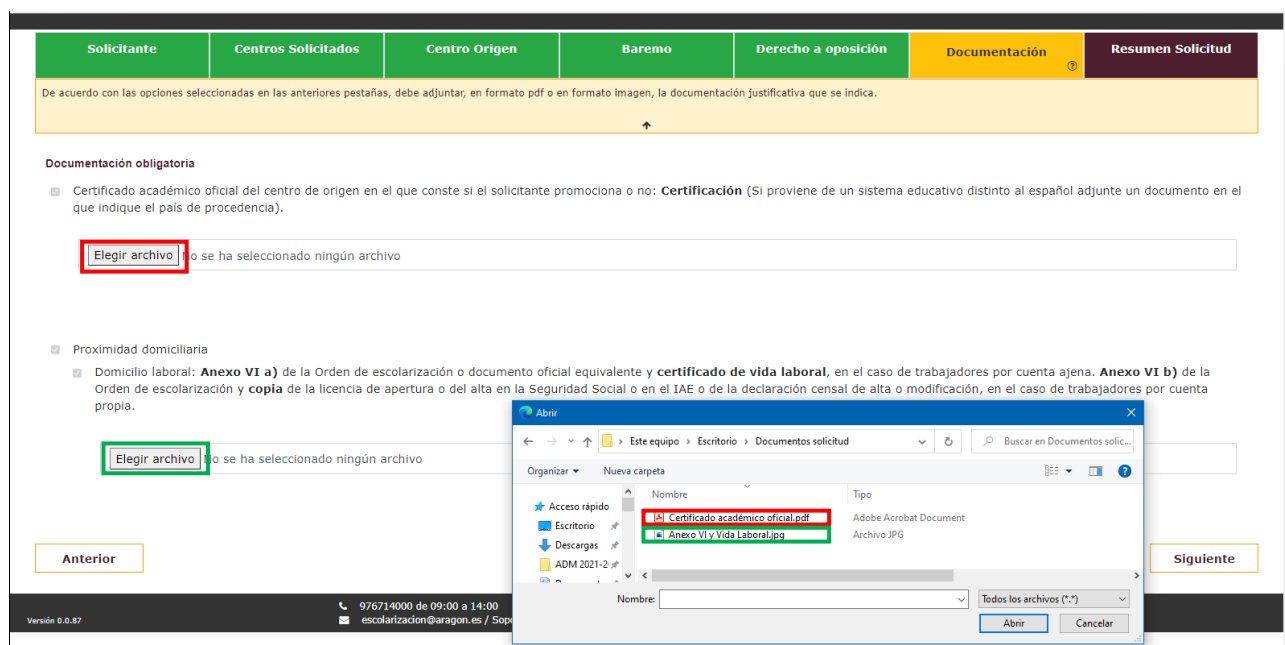 Solicitante Centros Solicitados Centro Origen Baremo Derecho a oposición Documentación Resumen Solicitud
De acuerdo con las opciones seleccionadas en las anteriores pestañas, debe adjuntar, en formato pdf o en formato imagen, la documentación justificativa que se indica.
Documentación obligatoria
Certificado académico oficial del centro de origen en el que conste si el solicitante promociona o no: Certificación (Si proviene de un sistema educativo distinto al español adjunte un documento en el
que indique el país de procedencia).
Elegir archivo No se ha seleccionado ningún archivo
Proximidad domiciliaria
Domicilio laboral: Anexo VI a) de la Orden de escolarización o documento oficial equivalente y certificado de vida laboral, en el caso de trabajadores por cuenta ajena. Anexo VI b) de la
Orden de escolarización y copia de la licencia de apertura o del alta en la Seguridad Social o en el IAE o de la declaración censal de alta o modificación, en el caso de trabajadores por cuenta
propia.
Elegir archivo No se ha seleccionado ningún archivo
Abrir
Este equipo > Escritorio > Documentos solicitud Buscar en Documentos solic...
Organizar Nueva carpeta
Nombre Tipo
Acceso rápido
Certificado académico oficial.pdf Adobe Acrobat Document
Escritorio
Anexo VI y Vida Laboral.jpg Archivo JPG
Descargas
ADM 2021-2
Nombre: Todos los archivos (*.*)
Abrir Cancelar
Anterior Siguiente
976714000 de 09:00 a 14:00
escolarizacion@aragon.es /
Versión 0.0.87